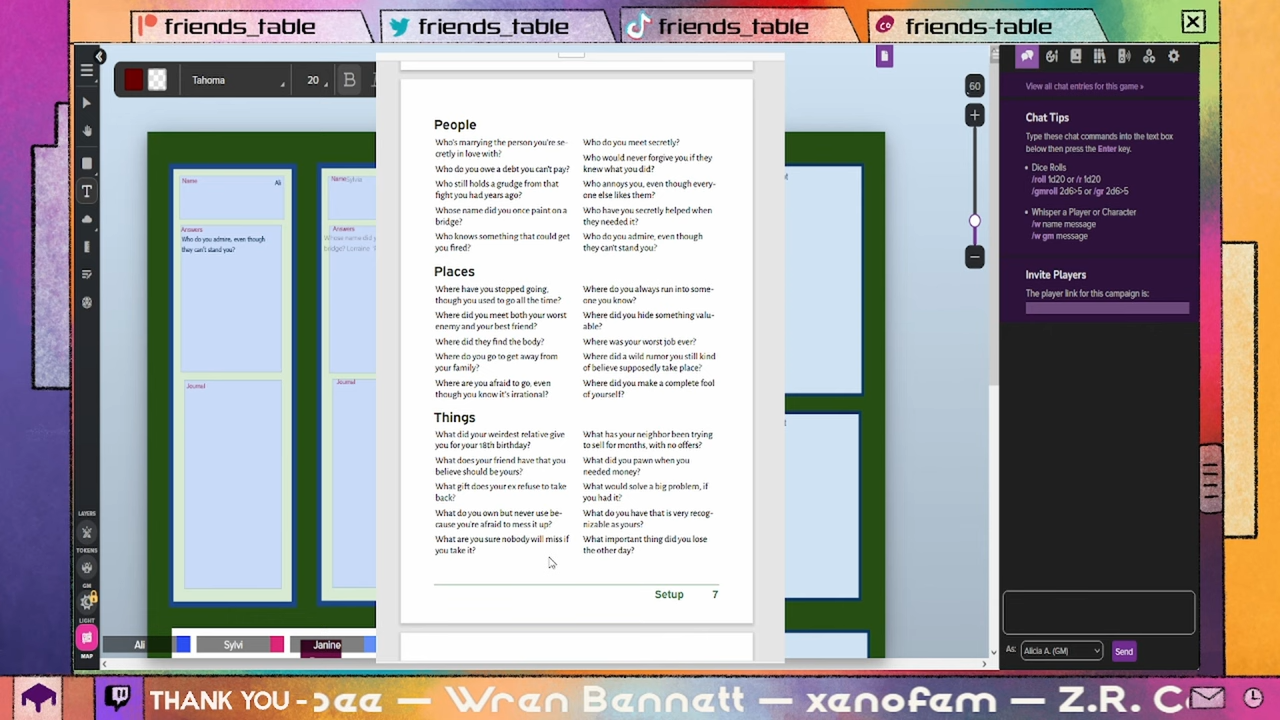 friends_table
friends_table
friends_table
friends-table
Tahoma
20
B
60
View all chat entries for this game »
Chat Tips
Type these chat commands into the text box
below then press the Enter key.
Dice Rolls
/roll 1d20 or /r 1d20
/gmroll 2d6>5 or /gr 2d6>5
Whisper a Player or Character
/w name message
/w gm message
Invite Players
The player link for this campaign is:
As:
Alicia A. (GM)
Send
Name
Ali
Answers
Who do you admire, even though
they can't stand you?
Journal
Name
Sylvia
Answers
Whose name did y
bridge? Lorraine
Journal
People
Who's marrying the person you're se-
cretly in love with?
Who do you owe a debt you can't pay?
Who still holds a grudge from that
fight you had years ago?
Whose name did you once paint on a
bridge?
Who knows something that could get
you fired?
Who do you meet secretly?
Who would never forgive you if they
knew what you did?
Who annoys you, even though every-
one else likes them?
Who have you secretly helped when
they needed it?
Who do you admire, even though
they can't stand you?
Places
Where have you stopped going,
though you used to go all the time?
Where did you meet both your worst
enemy and your best friend?
Where did they find the body?
Where do you go to get away from
your family?
Where are you afraid to go, even
though you know it's irrational?
Where do you always run into some-
one you know?
Where did you hide something valu-
able?
Where was your worst job ever?
Where did a wild rumor you still kind
of believe supposedly take place?
Where did you make a complete fool
of yourself?
Things
What did your weirdest relative give
you for your 18th birthday?
What does your friend have that you
believe should be yours?
What gift does your ex refuse to take
back?
What do you own but never use be-
cause you're afraid to mess it up?
What are you sure nobody will miss if
you take it?
What has your neighbor been trying
to sell for months, with no offers?
What did you pawn when you
needed money?
What would solve a big problem, if
you had it?
What do you have that is very recog-
nizable as yours?
What important thing did you lose
the other day?
Setup 7
LAYERS
TOKENS
GM
LIGHT
MAP
Ali
Sylvi
Janine
THANK YOU - Dee — Wren Bennett — xenofem — Z.R. C